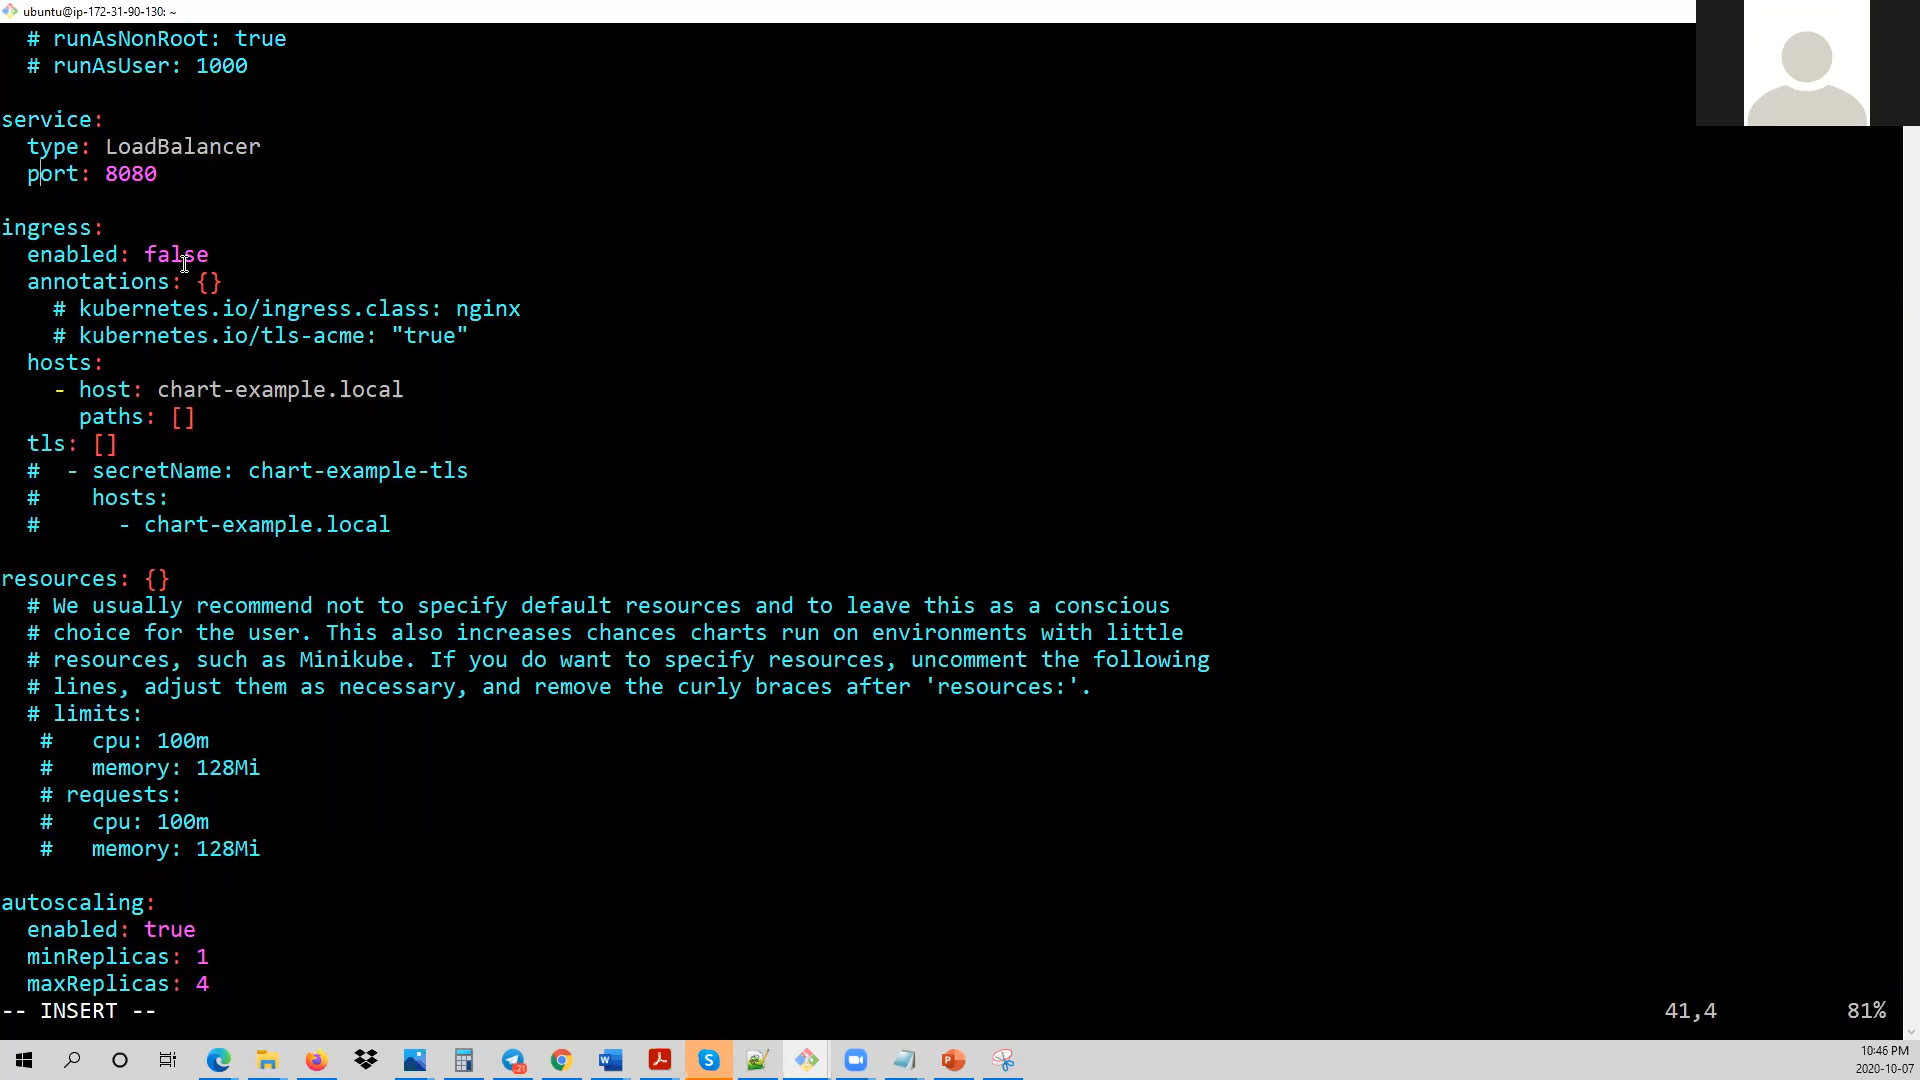 ubuntu@ip-172-31-90-130: ~
# runAsNonRoot: true
# runAsUser: 1000
service:
type: LoadBalancer
port: 8080
ingress:
enabled: false
annotations: {}
# kubernetes.io/ingress.class: nginx
# kubernetes.io/tls-acme: "true"
hosts:
- host: chart-example.local
paths: []
tls: []
#  - secretName: chart-example-tls
#    hosts:
#      - chart-example.local
resources: {}
# We usually recommend not to specify default resources and to leave this as a conscious
# choice for the user. This also increases chances charts run on environments with little
# resources, such as Minikube. If you do want to specify resources, uncomment the following
# lines, adjust them as necessary, and remove the curly braces after 'resources:'.
# limits:
#   cpu: 100m
#   memory: 128Mi
# requests:
#   cpu: 100m
#   memory: 128Mi
autoscaling:
enabled: true
minReplicas: 1
maxReplicas: 4
-- INSERT -- 41,4 81%
10:46 PM
2020-10-07